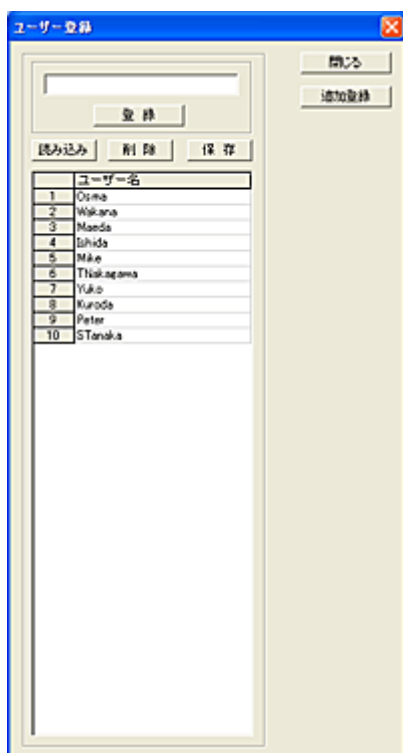 ユーザー登録
閉じる
追加登録
登 録
読み込み 削 除 保 存
ユーザー名
1 Osma
2 Wakana
3 Maeda
4 Ishida
5 Mike
6 TNakagawa
7 Yuko
8 Kuroda
9 Peter
10 STanaka